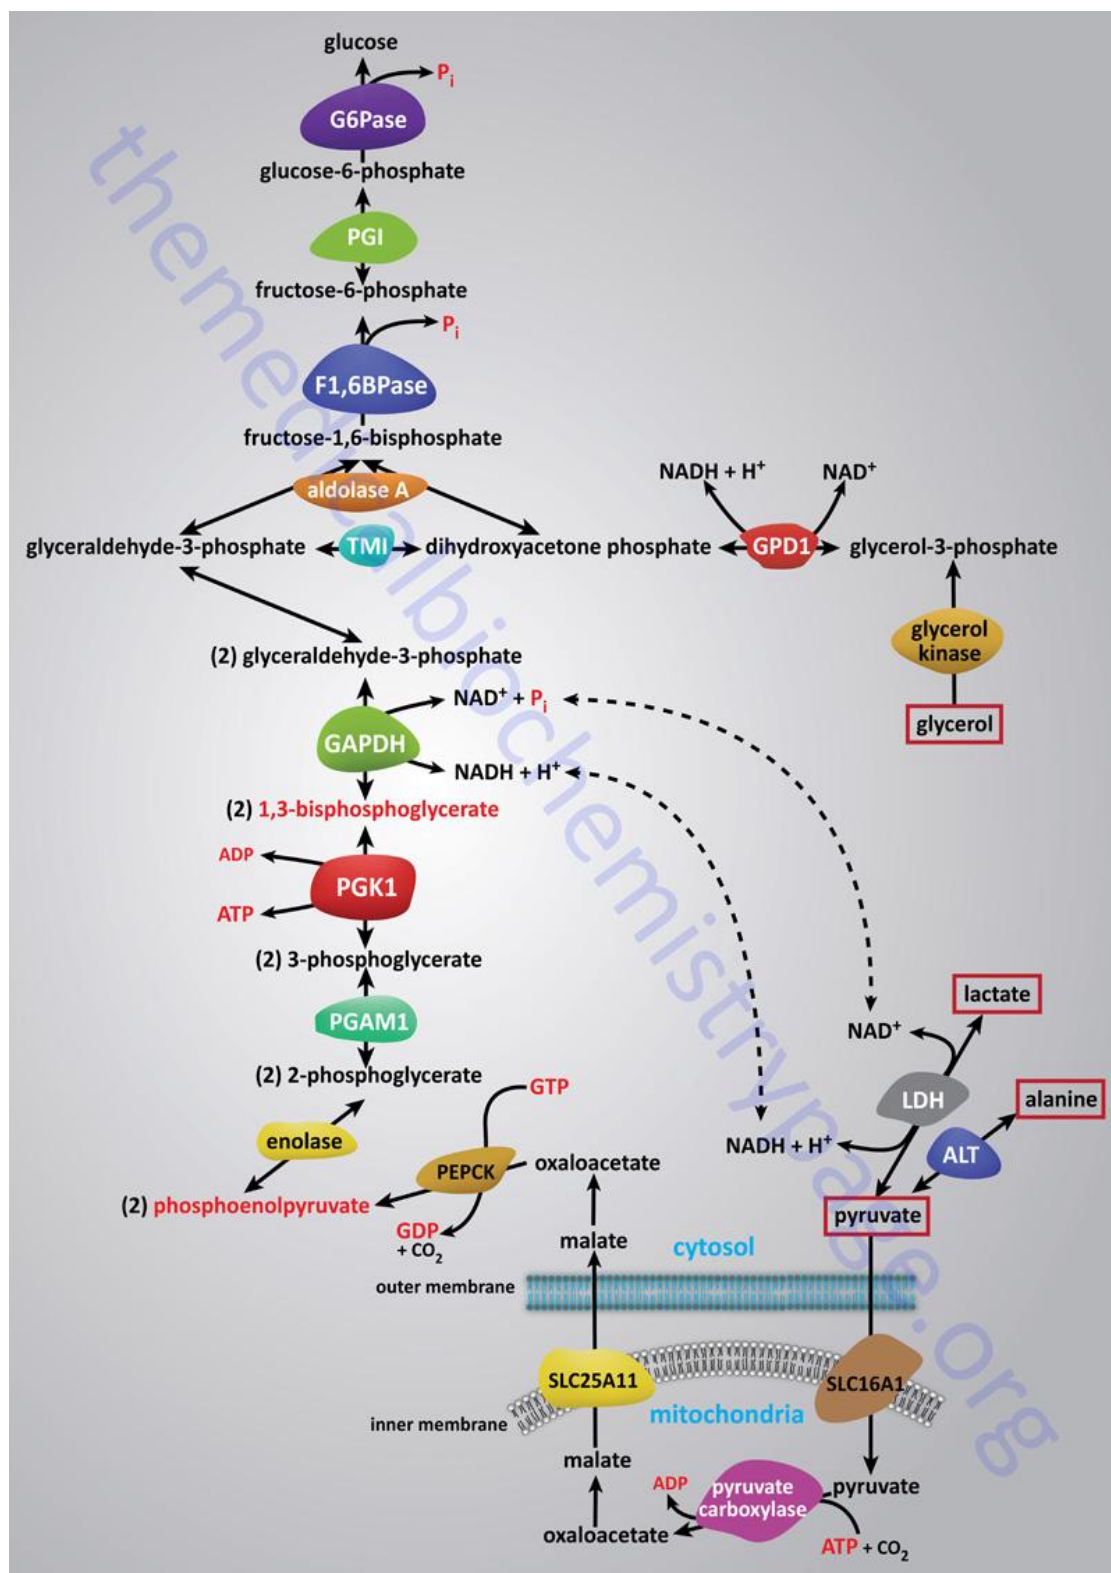 glucose
Pi
G6Pase
glucose-6-phosphate
PGI
fructose-6-phosphate
Pi
F1,6BPase
fructose-1,6-bisphosphate
aldolase A
NADH + H+
NAD+
glyceraldehyde-3-phosphate
TMI
dihydroxyacetone phosphate
GPD1
glycerol-3-phosphate
glycerol
kinase
glycerol
(2) glyceraldehyde-3-phosphate
NAD+ + Pi
GAPDH
NADH + H+
(2) 1,3-bisphosphoglycerate
ADP
PGK1
ATP
(2) 3-phosphoglycerate
PGAM1
(2) 2-phosphoglycerate
lactate
NAD+
LDH
alanine
NADH + H+
ALT
pyruvate
GTP
enolase
PEPCK
oxaloacetate
(2) phosphoenolpyruvate
GDP
+ CO2
malate
cytosol
outer membrane
SLC25A11
SLC16A1
mitochondria
inner membrane
malate
pyruvate
ADP
pyruvate
carboxylase
oxaloacetate
ATP + CO2
themedicalbiochemistrypage.org